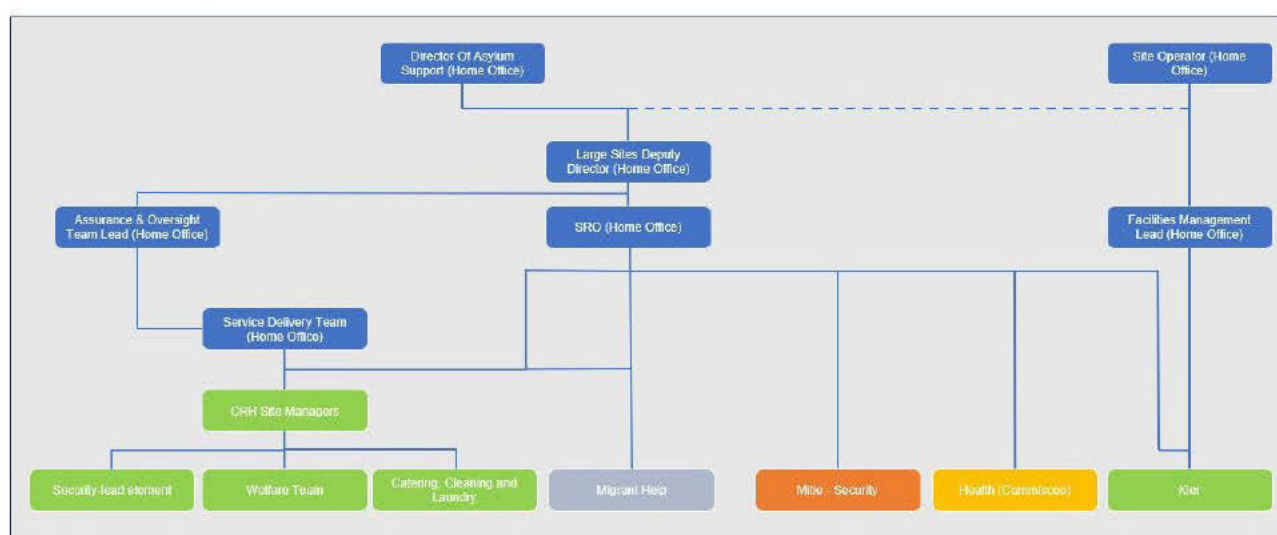 Director Of Asylum
Support (Home Office)
Site Operator (Home
Office)
Large Sites Deputy
Director (Home Office)
Assurance & Oversight
Team Lead (Home Office)
SRO (Home Office)
Facilities Management
Lead (Home Office)
Service Delivery Team
(Home Office)
CRH Site Managers
Security-lead element
Welfare Team
Catering, Cleaning and
Laundry
Migrant Help
Mitie - Security
Health (Commisceo)
Kier